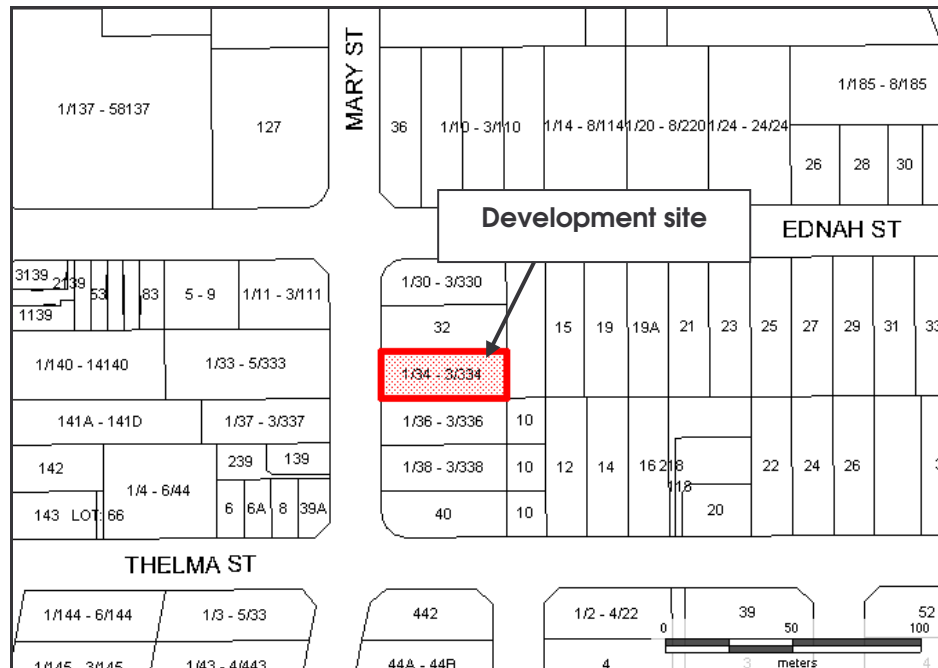 MARY ST
1/137 - 58137
127
36
1/10 - 3/110
1/14 - 8/114
1/20 - 8/220
1/24 - 24/24
1/185 - 8/185
26
28
30
Development site
EDNAH ST
3139
2139
53
83
5 - 9
1/11 - 3/111
1139
1/30 - 3/330
32
15
19
19A
21
23
25
27
29
31
33
1/140 - 14140
1/33 - 5/333
1/34 - 3/334
141A - 141D
1/37 - 3/337
1/36 - 3/336
10
142
239
139
1/38 - 3/338
10
12
14
16
218
118
22
24
26
3
1/4 - 6/44
143 LOT: 66
6
6A
8
39A
40
10
20
THELMA ST
1/144 - 6/144
1/3 - 5/33
442
1/2 - 4/22
39
52
0
50
100
1/145 - 3/145
1/43 - 4/443
44A - 44B
4
3
meters
4